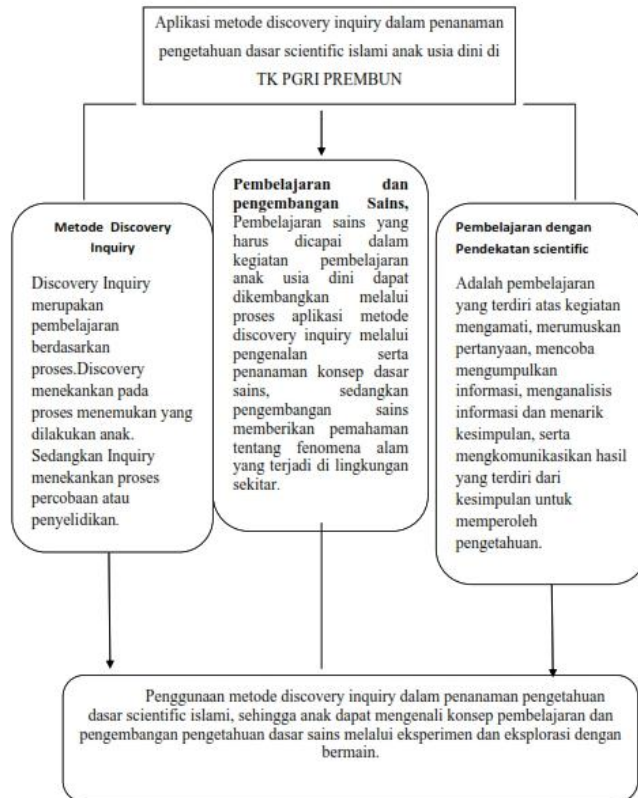 Aplikasi metode discovery inquiry dalam penanaman
pengetahuan dasar scientific islami anak usia dini di
TK PGRI PREMBUN
Metode Discovery
Inquiry
Discovery Inquiry
merupakan
pembelajaran
berdasarkan
proses.Discovery
menekankan pada
proses menemukan yang
dilakukan anak.
Sedangkan Inquiry
menekankan proses
percobaan atau
penyelidikan.
Pembelajaran dan
pengembangan Sains,
Pembelajaran sains yang
harus dicapai dalam
kegiatan pembelajaran
anak usia dini dapat
dikembangkan melalui
proses aplikasi metode
discovery inquiry melalui
pengenalan serta
penanaman konsep dasar
sains, sedangkan
pengembangan sains
memberikan pemahaman
tentang fenomena alam
yang terjadi di lingkungan
sekitar.
Pembelajaran dengan
Pendekatan scientific
Adalah pembelajaran
yang terdiri atas kegiatan
mengamati, merumuskan
pertanyaan, mencoba
mengumpulkan
informasi, menganalisis
informasi dan menarik
kesimpulan, serta
mengkomunikasikan hasil
yang terdiri dari
kesimpulan untuk
memperoleh
pengetahuan.
Penggunaan metode discovery inquiry dalam penanaman pengetahuan
dasar scientific islami, sehingga anak dapat mengenali konsep pembelajaran dan
pengembangan pengetahuan dasar sains melalui eksperimen dan eksplorasi dengan
bermain.